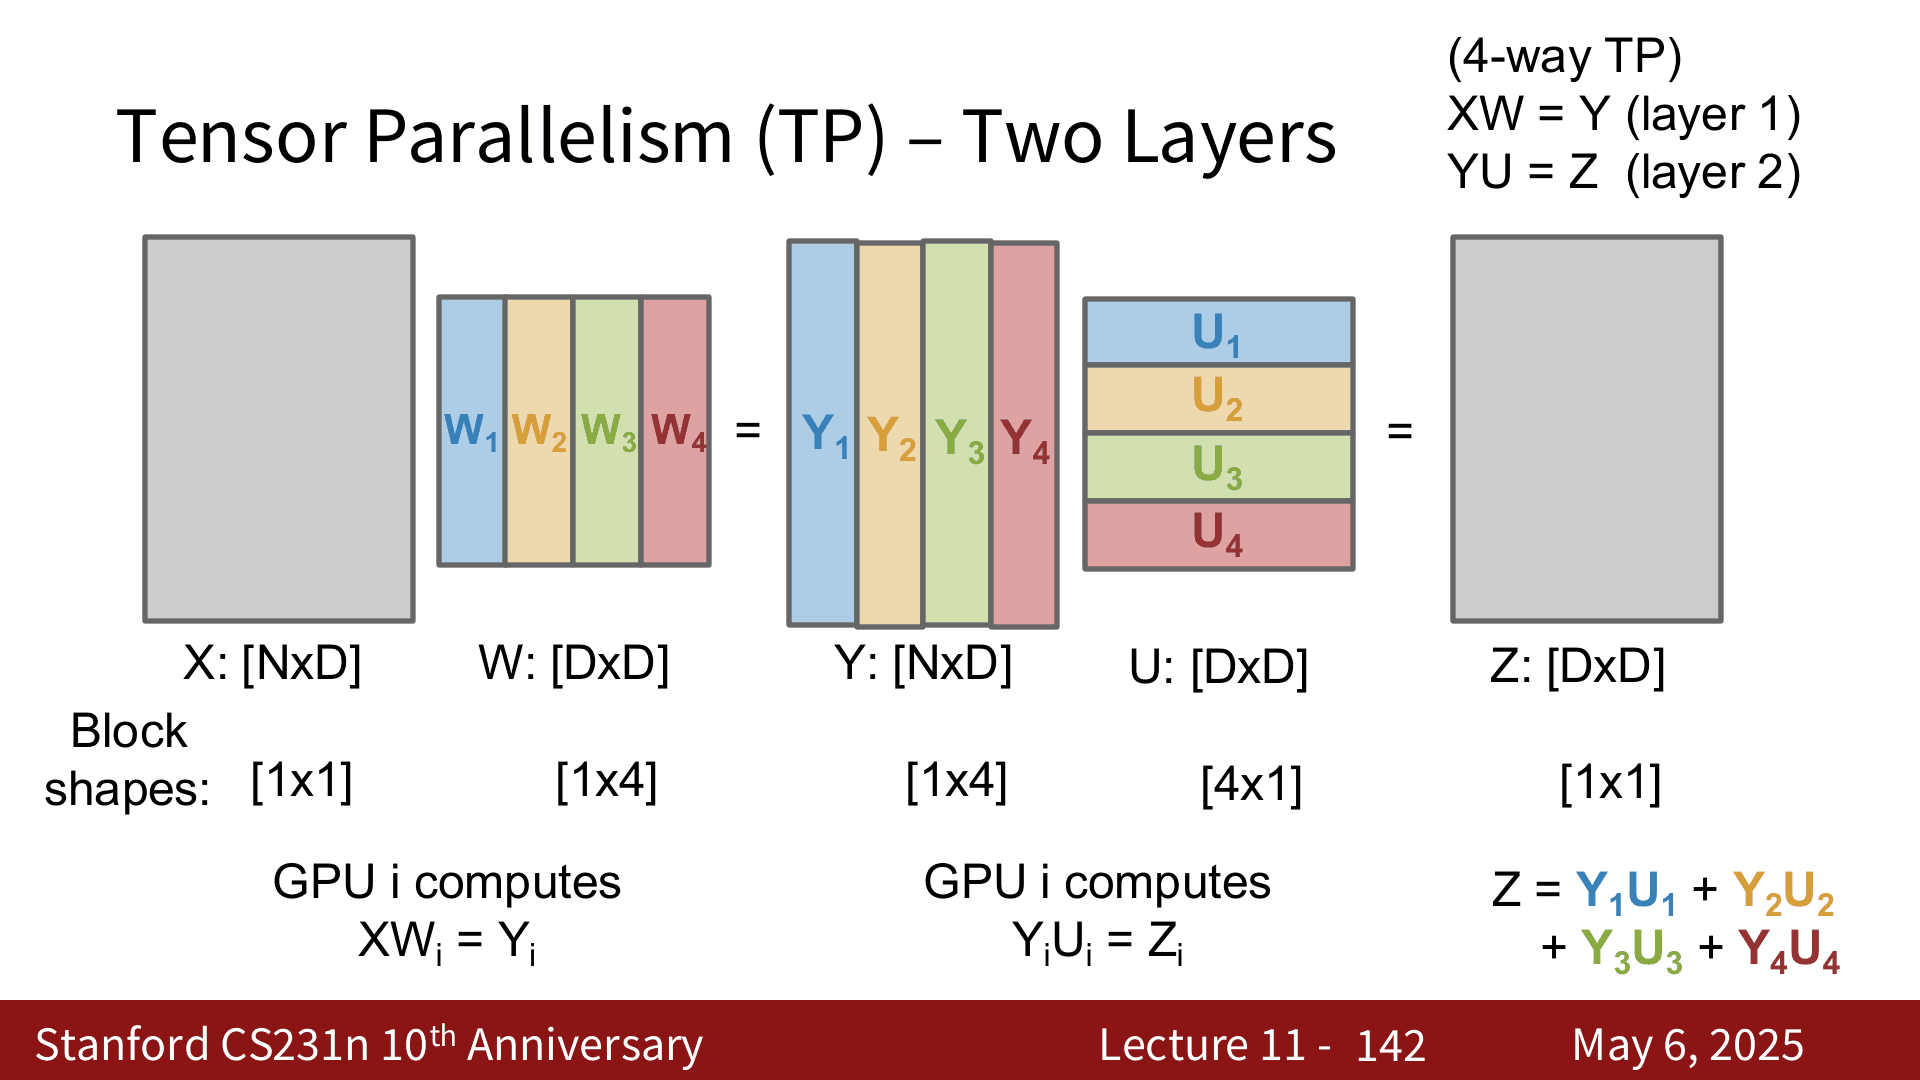 (4-way TP)
XW = Y (layer 1)
YU = Z (layer 2)
Tensor Parallelism (TP) – Two Layers
W₁ W₂ W₃ W₄ = Y₁ Y₂ Y₃ Y₄ =
U₁
U₂
U₃
U₄
X: [NxD] W: [DxD] Y: [NxD] U: [DxD] Z: [DxD]
Block
shapes: [1x1] [1x4] [1x4] [4x1] [1x1]
GPU i computes
XWᵢ = Yᵢ
GPU i computes
YᵢUᵢ = Zᵢ
Z = Y₁U₁ + Y₂U₂
+ Y₃U₃ + Y₄U₄
Stanford CS231n 10th Anniversary Lecture 11 - 142 May 6, 2025